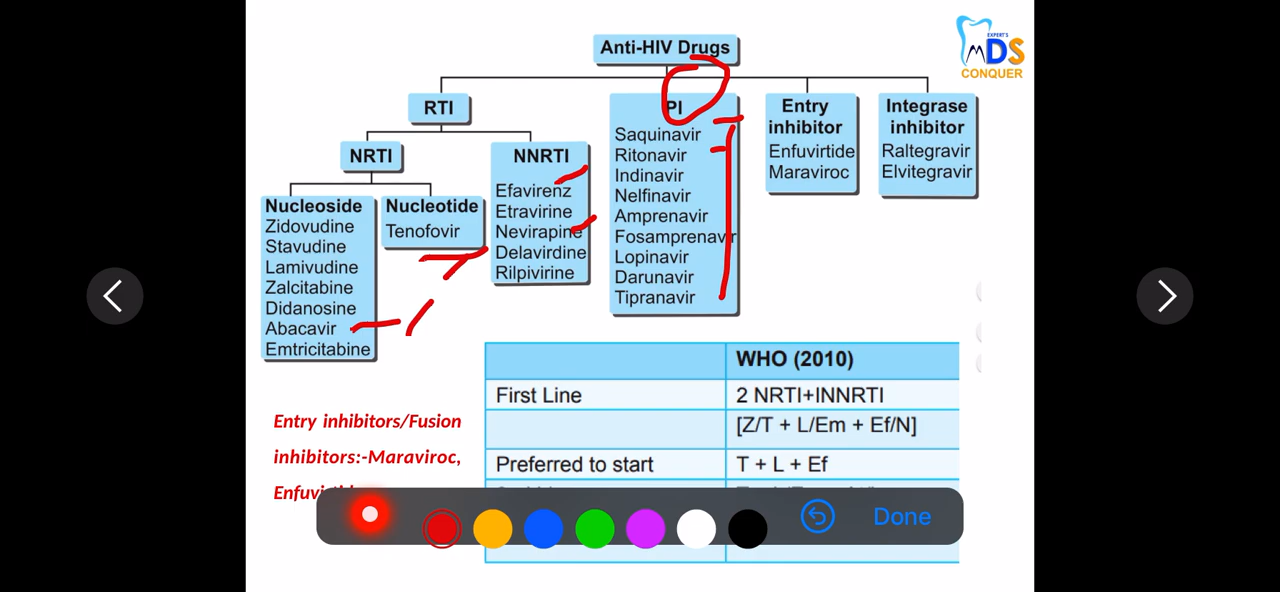 Anti-HIV Drugs
EXPERT'S
MDS
CONQUER
RTI
PI
Entry
inhibitor
Integrase
inhibitor
NRTI
NNRTI
Saquinavir
Ritonavir
Indinavir
Nelfinavir
Amprenavir
Fosamprenavir
Lopinavir
Darunavir
Tipranavir
Enfuvirtide
Maraviroc
Raltegravir
Elvitegravir
Nucleoside
Zidovudine
Stavudine
Lamivudine
Zalcitabine
Didanosine
Abacavir
Emtricitabine
Nucleotide
Tenofovir
Efavirenz
Etravirine
Nevirapine
Delavirdine
Rilpivirine
WHO (2010)
First Line
2 NRTI+INNRTI
[Z/T + L/Em + Ef/N]
Preferred to start
T + L + Ef
Entry inhibitors/Fusion
inhibitors:-Maraviroc,
Done